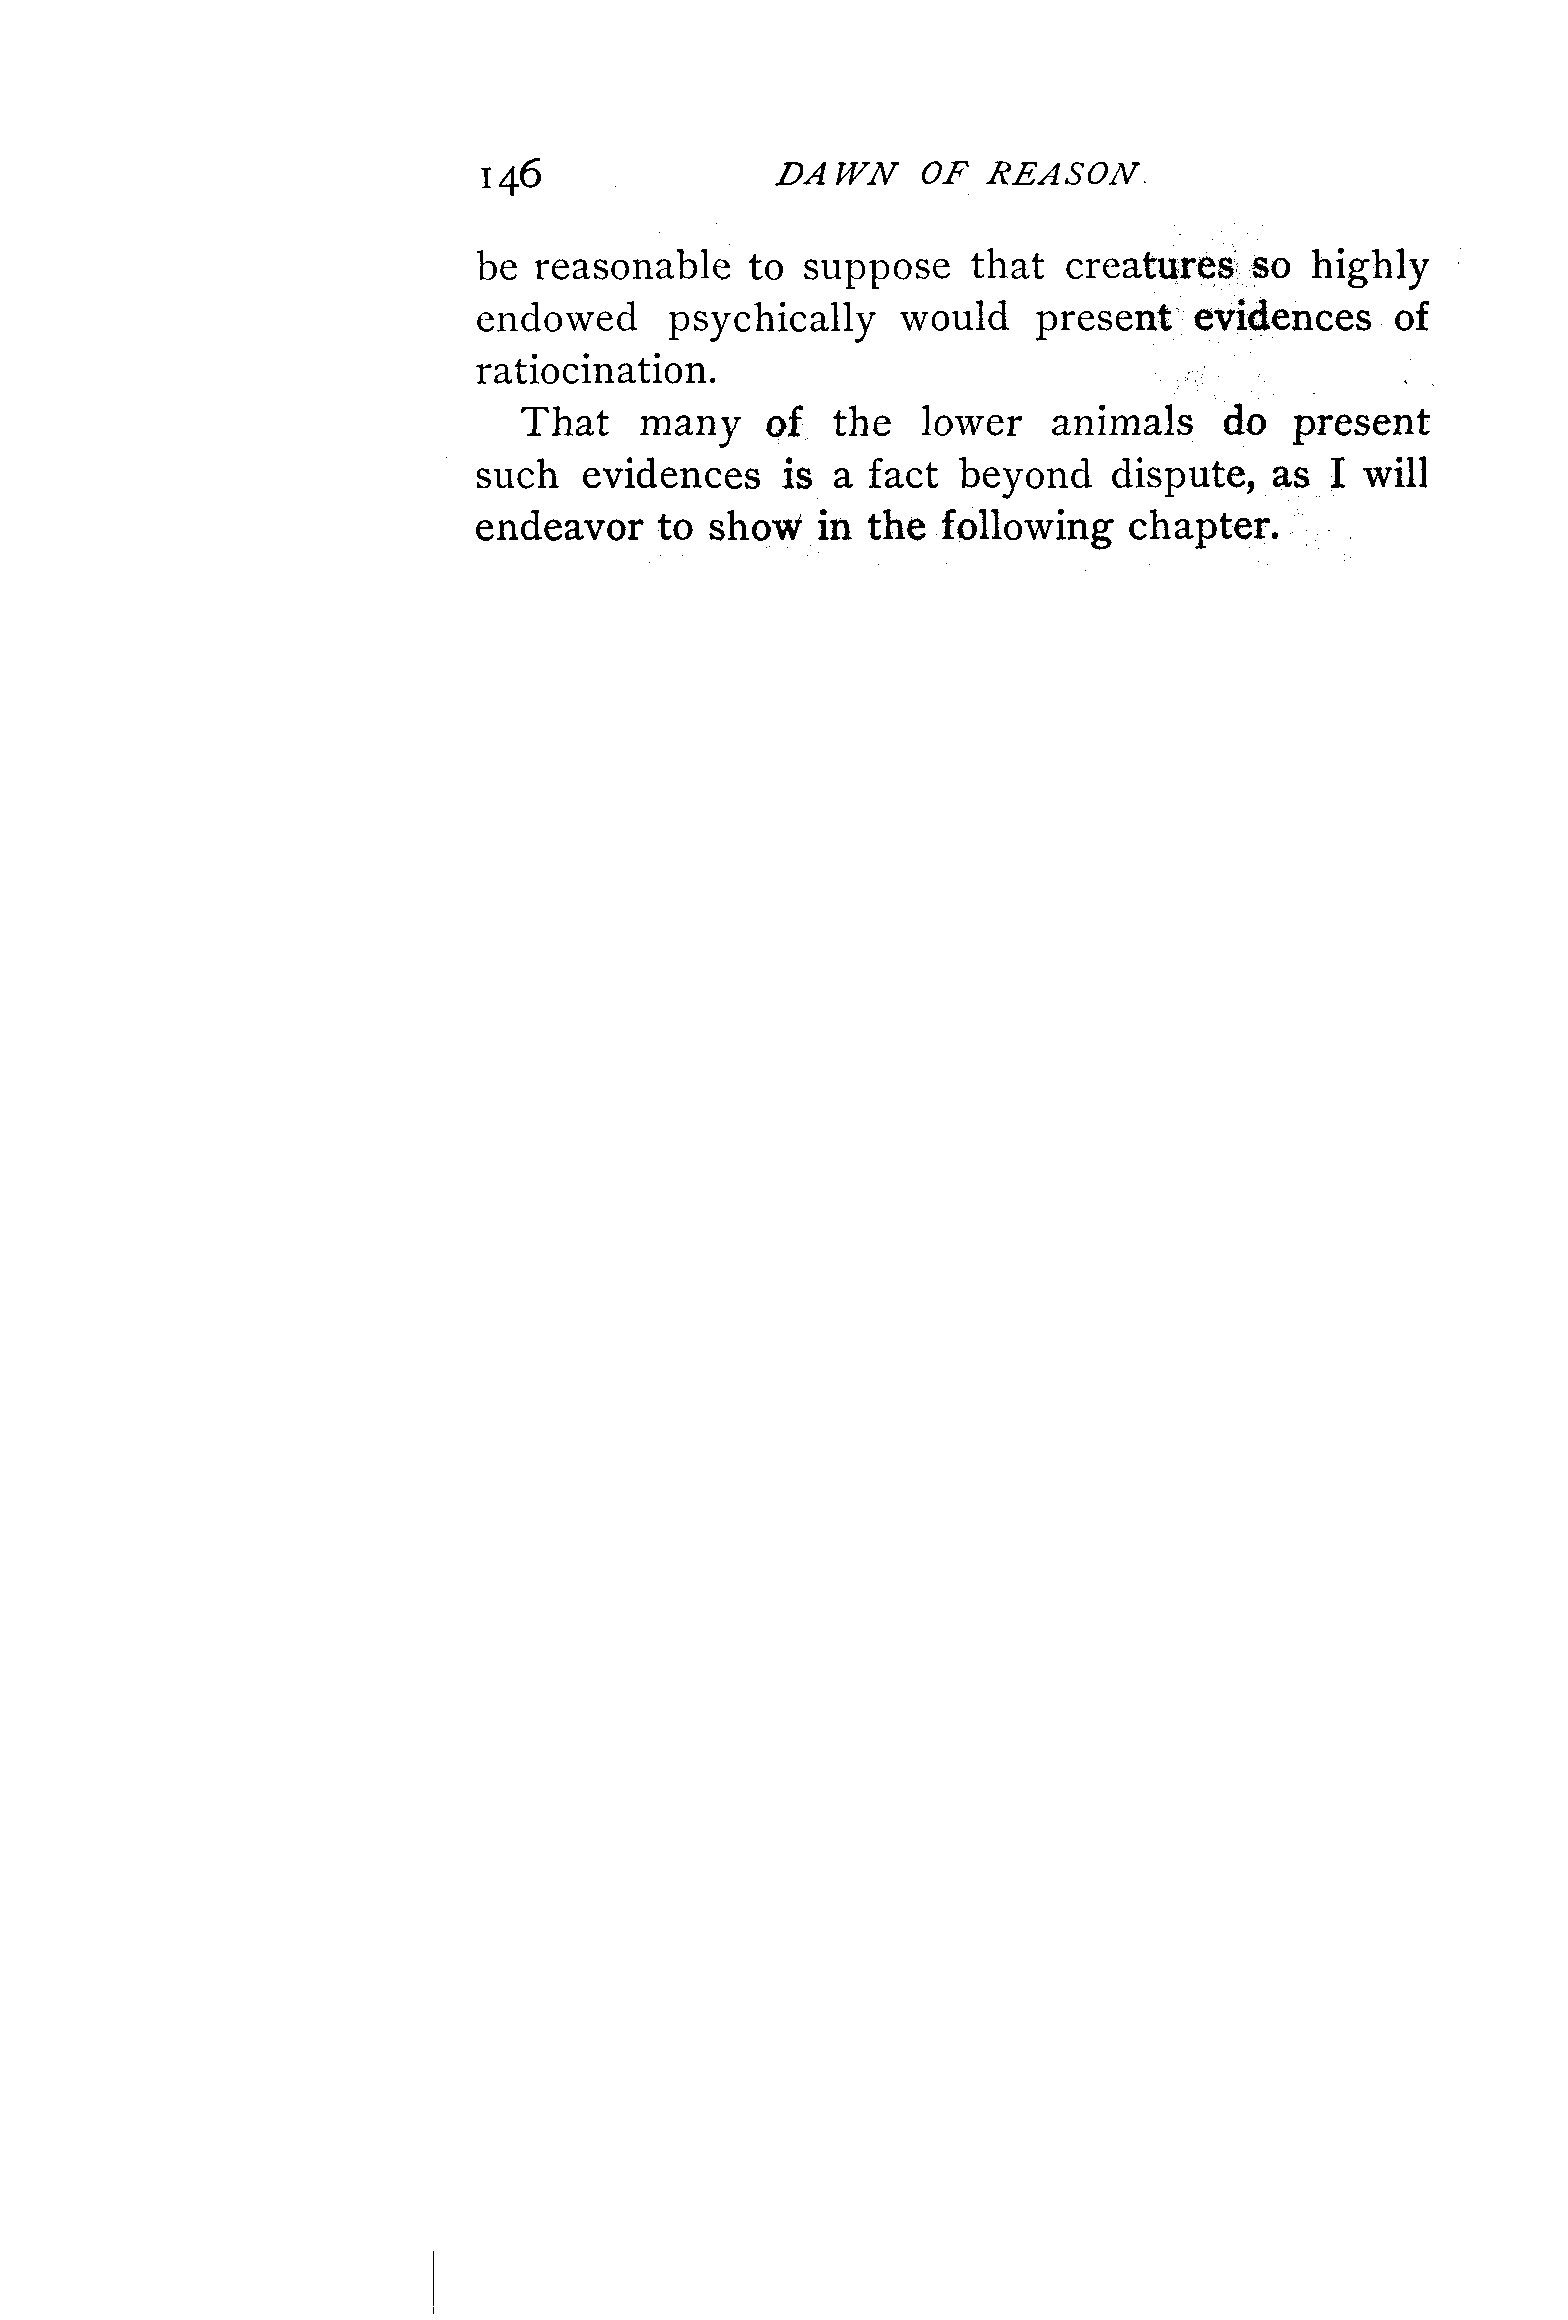 146 DAWN OF REASON.
be reasonable to suppose that creatures so highly
endowed psychically would present evidences of
ratiocination.
That many of the lower animals do present
such evidences is a fact beyond dispute, as I will
endeavor to show in the following chapter.